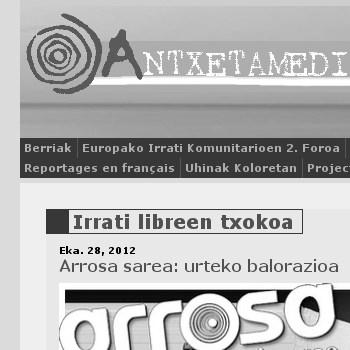 ANTXETAMEDI
Berriak Europako Irrati Komunitarioen 2. Foroa
Reportages en français Uhinak Koloretan Projec
Irrati libreen txokoa
Eka. 28, 2012
Arrosa sarea: urteko balorazioa
arrosa